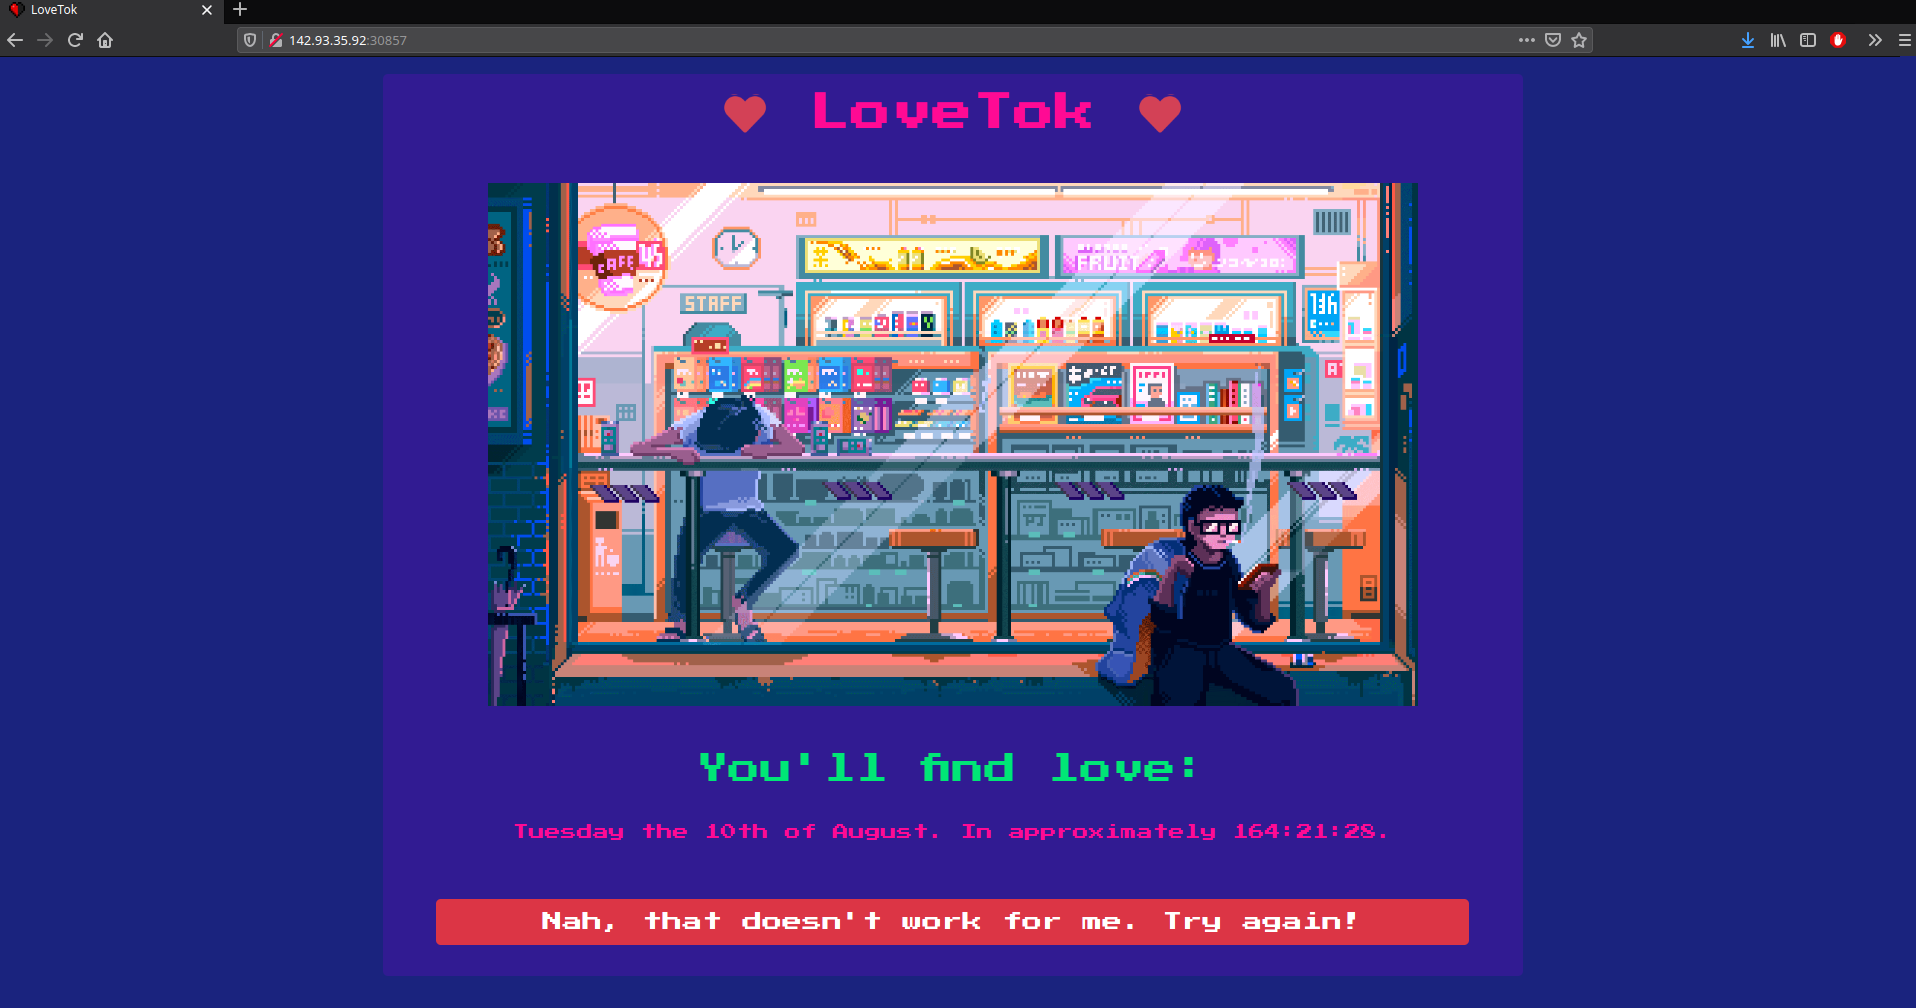 LoveTok
142.93.35.92:30857
LoveTok
CAFE
45
STAFF
FRUIT
You'll find love:
Tuesday the 10th of August. In approximately 164:21:28.
Nah, that doesn't work for me. Try again!